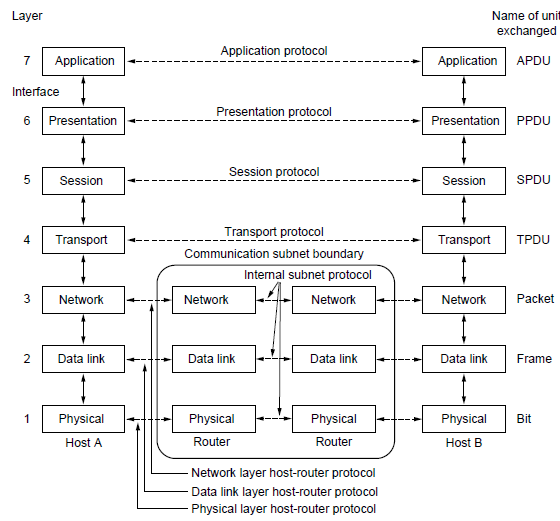 Layer
Name of unit
exchanged
Application protocol
7 Application Application APDU
Interface
Presentation protocol
6 Presentation Presentation PPDU
Session protocol
5 Session Session SPDU
Transport protocol
4 Transport Transport TPDU
Communication subnet boundary
Internal subnet protocol
3 Network Network Network Network Packet
2 Data link Data link Data link Data link Frame
1 Physical Physical Physical Physical Bit
Host A Router Router Host B
Network layer host-router protocol
Data link layer host-router protocol
Physical layer host-router protocol